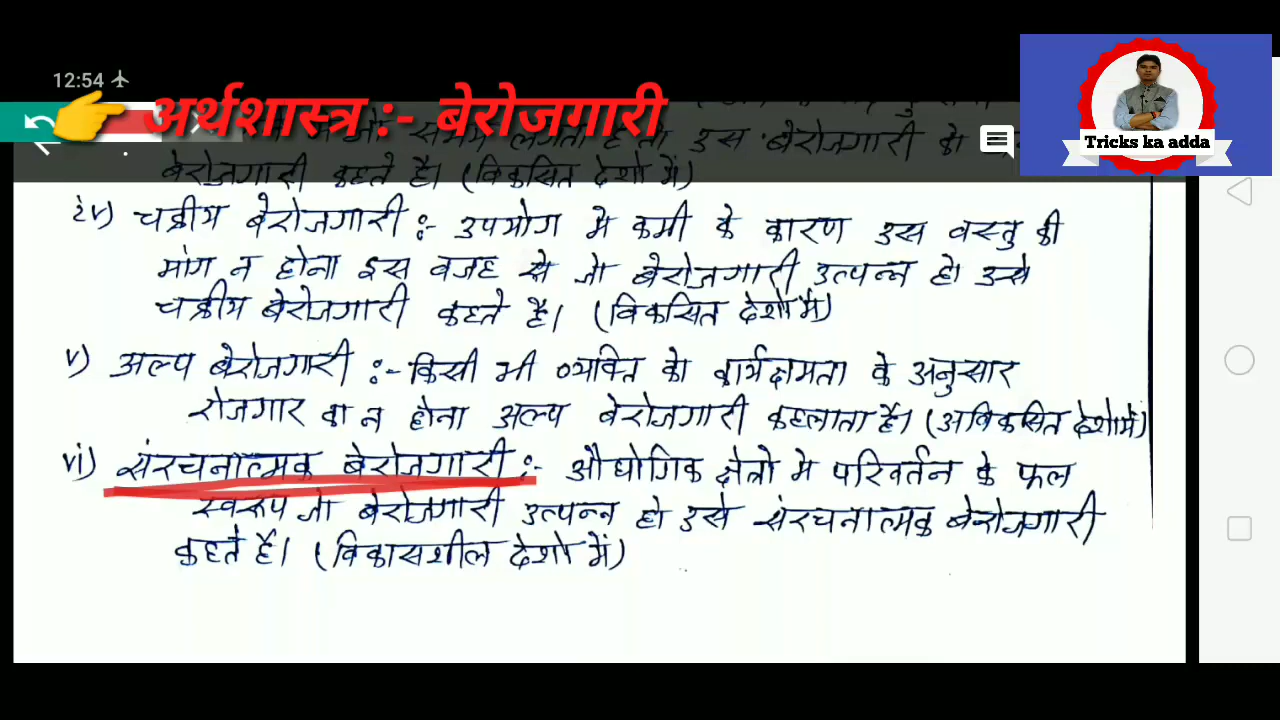 12:54
अर्थशास्त्र :- बेरोजगारी
Tricks ka adda
उस बेरोजगारी को
बेरोजगारी कहते है। (विकसित देशो में)
iv) चक्रीय बेरोजगारी :- उपयोग मे कमी के कारण उस वस्तु की
मांग न होना इस वजह से जो बेरोजगारी उत्पन्न हो उसे
चक्रीय बेरोजगारी कहते है। (विकसित देशो में)
v) अल्प बेरोजगारी :- किसी भी व्यक्ति को कार्यक्षमता के अनुसार
रोजगार का न होना अल्प बेरोजगारी कहलाता है। (अविकसित देशो में)
vi) संरचनात्मक बेरोजगारी :- औद्योगिक क्षेत्रो मे परिवर्तन के फल
स्वरूप जो बेरोजगारी उत्पन्न हो उसे संरचनात्मक बेरोजगारी
कहते है। (विकासशील देशो में)